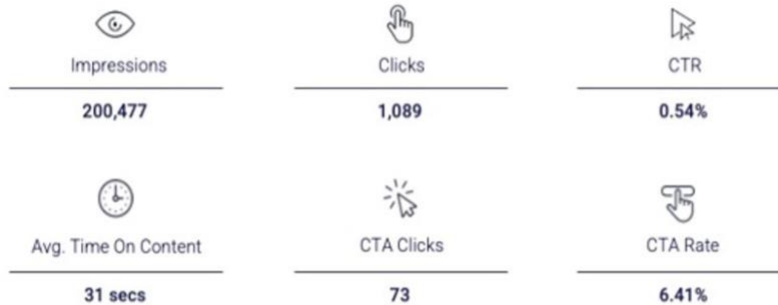 Impressions Clicks CTR
200,477 1,089 0.54%
Avg. Time On Content CTA Clicks CTA Rate
31 secs 73 6.41%